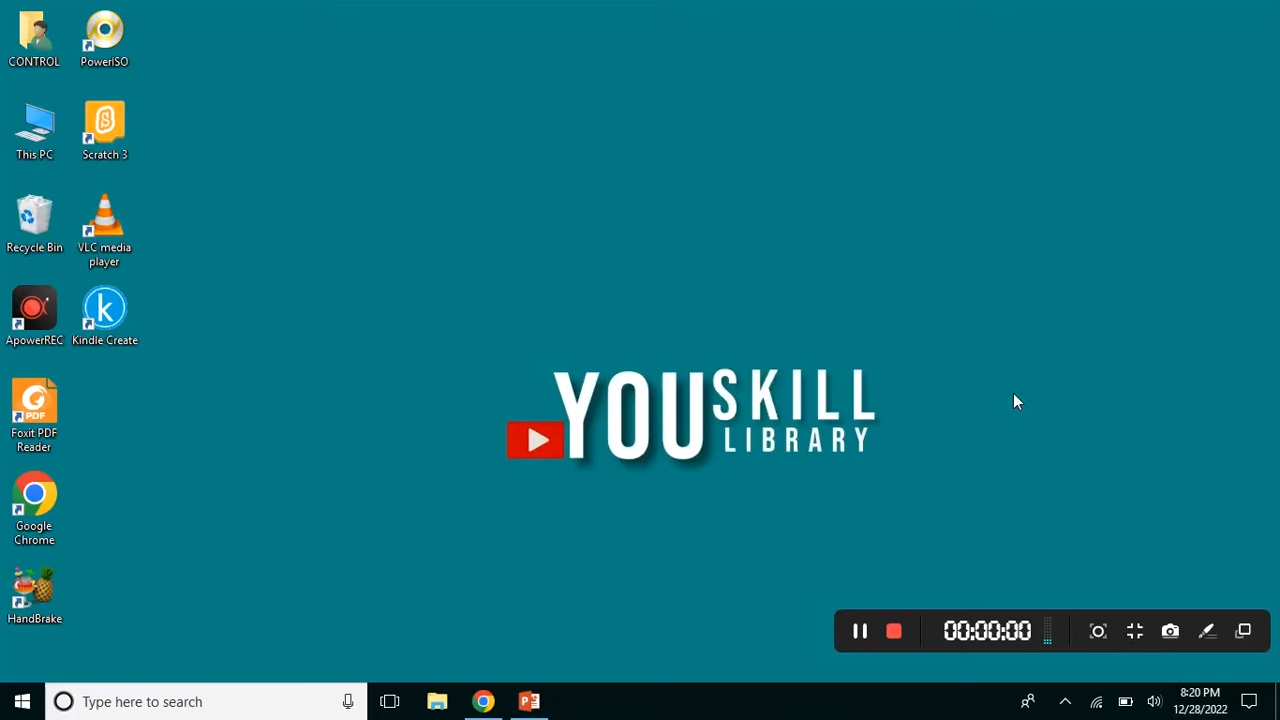 CONTROL
PowerISO
This PC
Scratch 3
Recycle Bin
VLC media
player
ApowerREC
Kindle Create
Foxit PDF
Reader
Google
Chrome
HandBrake
YOU SKILL
LIBRARY
00:00:00
Type here to search
8:20 PM
12/28/2022